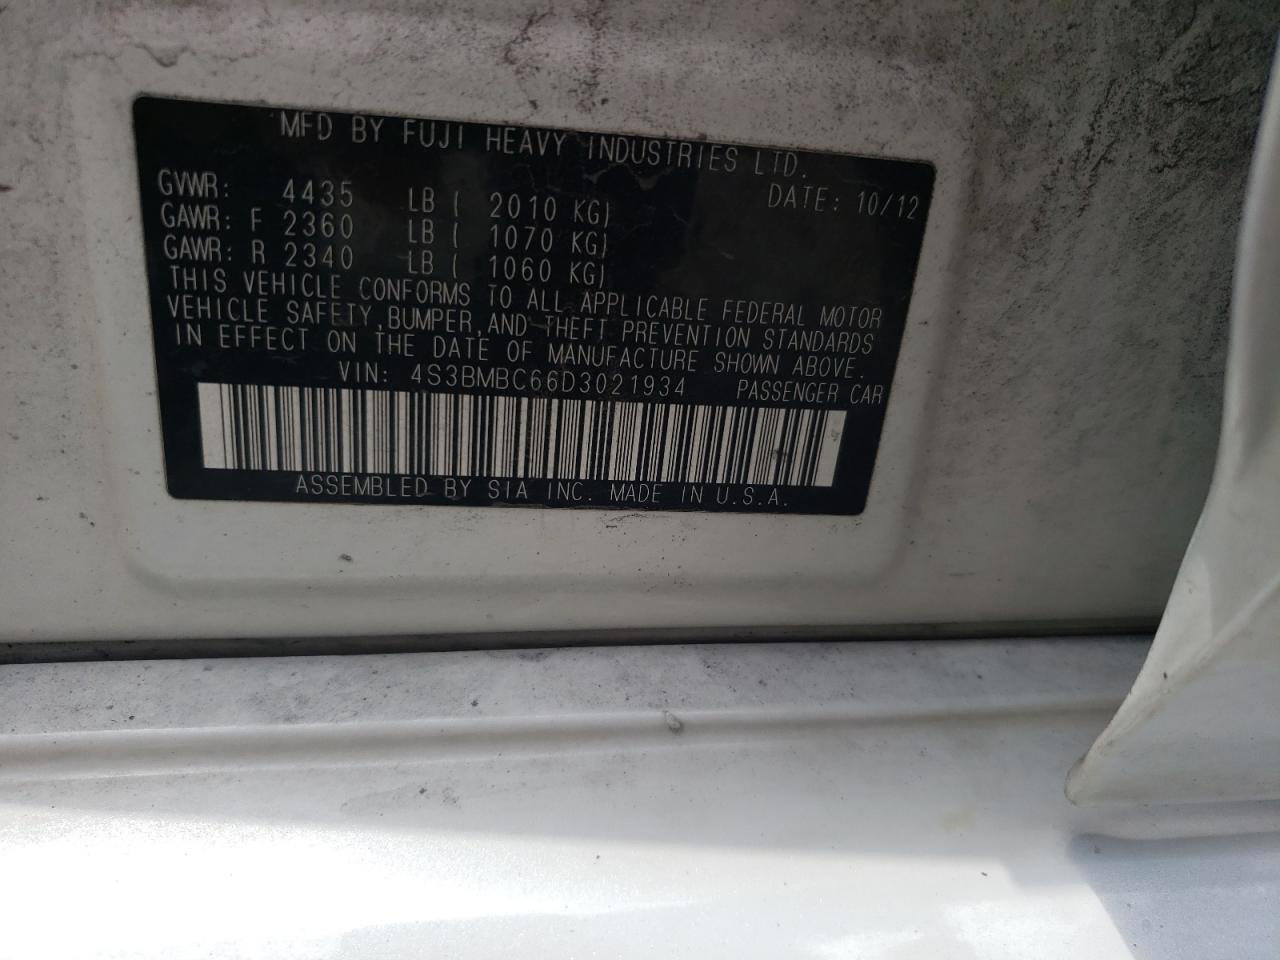 MFD BY FUJI HEAVY INDUSTRIES LTD.
GVWR: 4435 LB ( 2010 KG) DATE: 10/12
GAWR: F 2360 LB ( 1070 KG)
GAWR: R 2340 LB ( 1060 KG)
THIS VEHICLE CONFORMS TO ALL APPLICABLE FEDERAL MOTOR
VEHICLE SAFETY,BUMPER,AND THEFT PREVENTION STANDARDS
IN EFFECT ON THE DATE OF MANUFACTURE SHOWN ABOVE.
VIN: 4S3BMBC66D3021934 PASSENGER CAR
ASSEMBLED BY SIA INC. MADE IN U.S.A.